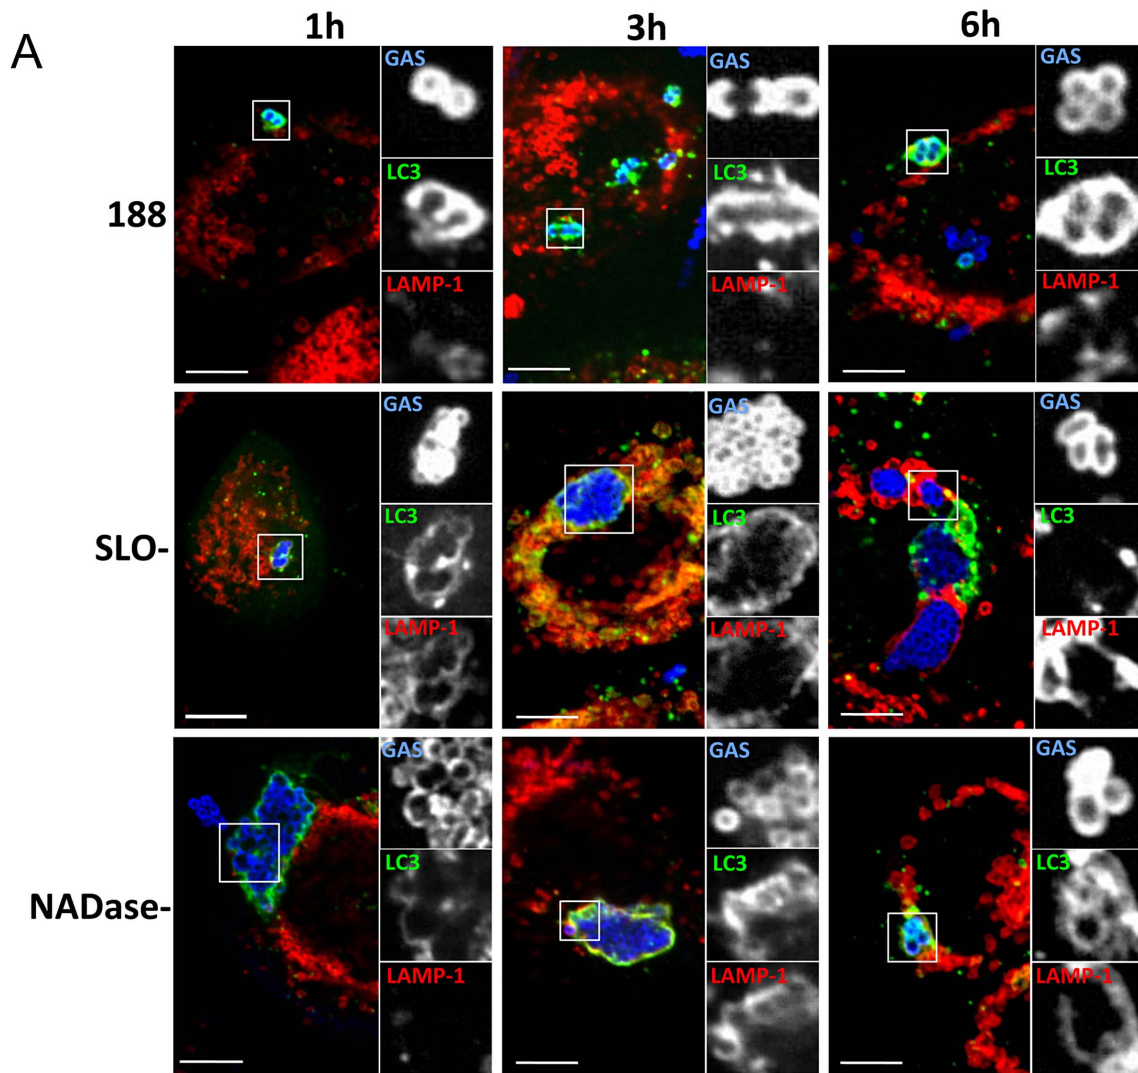 A
1h 3h 6h
188
GAS GAS GAS
LC3 LC3 LC3
LAMP-1 LAMP-1 LAMP-1
SLO-
GAS GAS GAS
LC3 LC3 LC3
LAMP-1 LAMP-1 LAMP-1
NADase-
GAS GAS GAS
LC3 LC3 LC3
LAMP-1 LAMP-1 LAMP-1